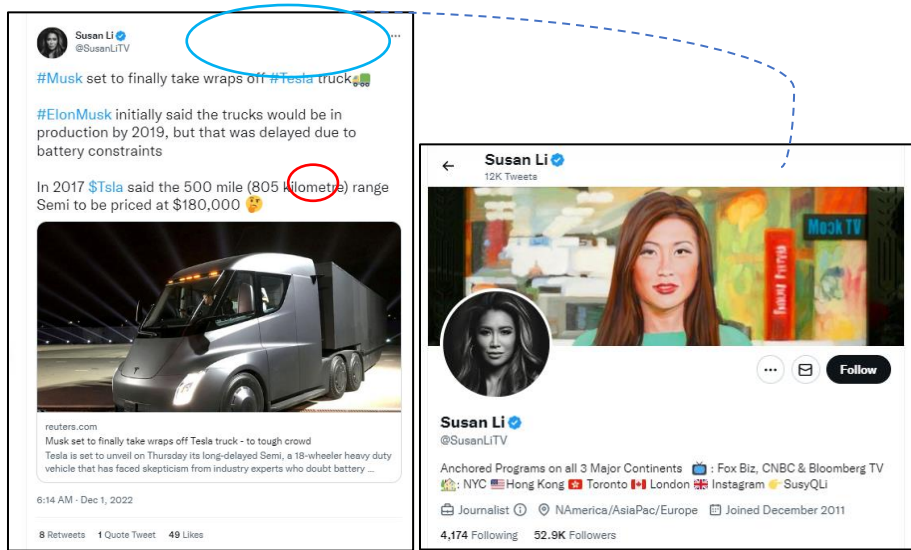 Susan Li
@SusanLiTV
#Musk set to finally take wraps off #Tesla truck🚛
#ElonMusk initially said the trucks would be in
production by 2019, but that was delayed due to
battery constraints
In 2017 $Tsla said the 500 mile (805 kilometre) range
Semi to be priced at $180,000 🤔
reuters.com
Musk set to finally take wraps off Tesla truck - to tough crowd
Tesla is set to unveil on Thursday its long-delayed Semi, a 18-wheeler heavy duty
vehicle that has faced skepticism from industry experts who doubt battery ...
6:14 AM · Dec 1, 2022
8 Retweets 1 Quote Tweet 49 Likes
Susan Li
12K Tweets
Follow
Susan Li
@SusanLiTV
Anchored Programs on all 3 Major Continents 📺 : Fox Biz, CNBC & Bloomberg TV
🏡: NYC 🇺🇸Hong Kong 🇭🇰 Toronto 🇨🇦 London 🇬🇧 Instagram 👉SusyQLi
Journalist NAmerica/AsiaPac/Europe Joined December 2011
4,174 Following 52.9K Followers